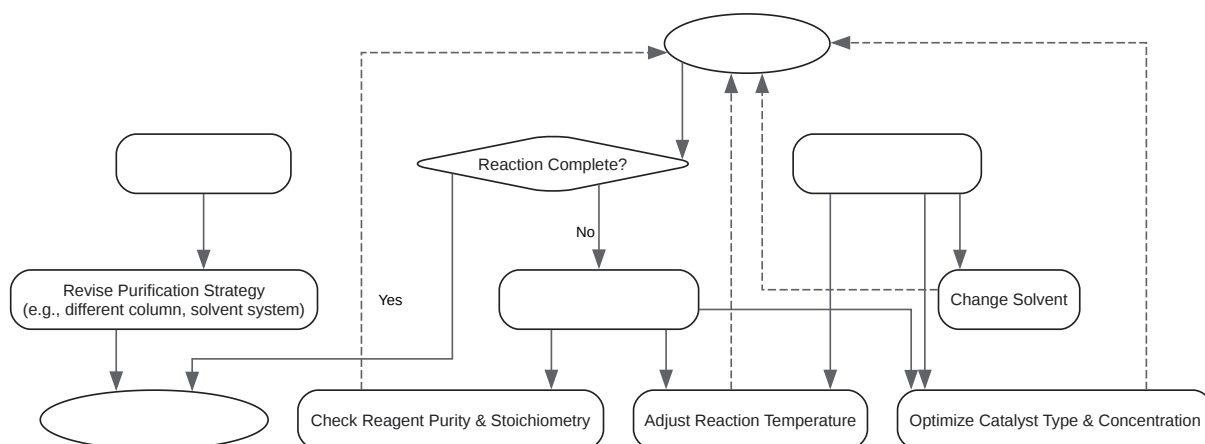 Reaction Complete?
No
Revise Purification Strategy
(e.g., different column, solvent system)
Yes
Change Solvent
Check Reagent Purity & Stoichiometry
Adjust Reaction Temperature
Optimize Catalyst Type & Concentration